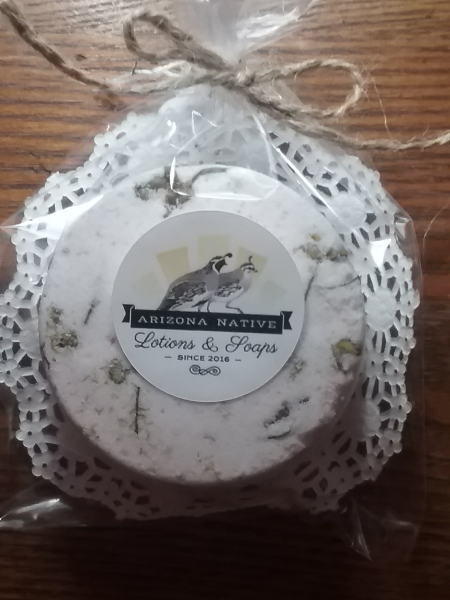 ARIZONA NATIVE
Lotions & Soaps
— SINCE 2016 —